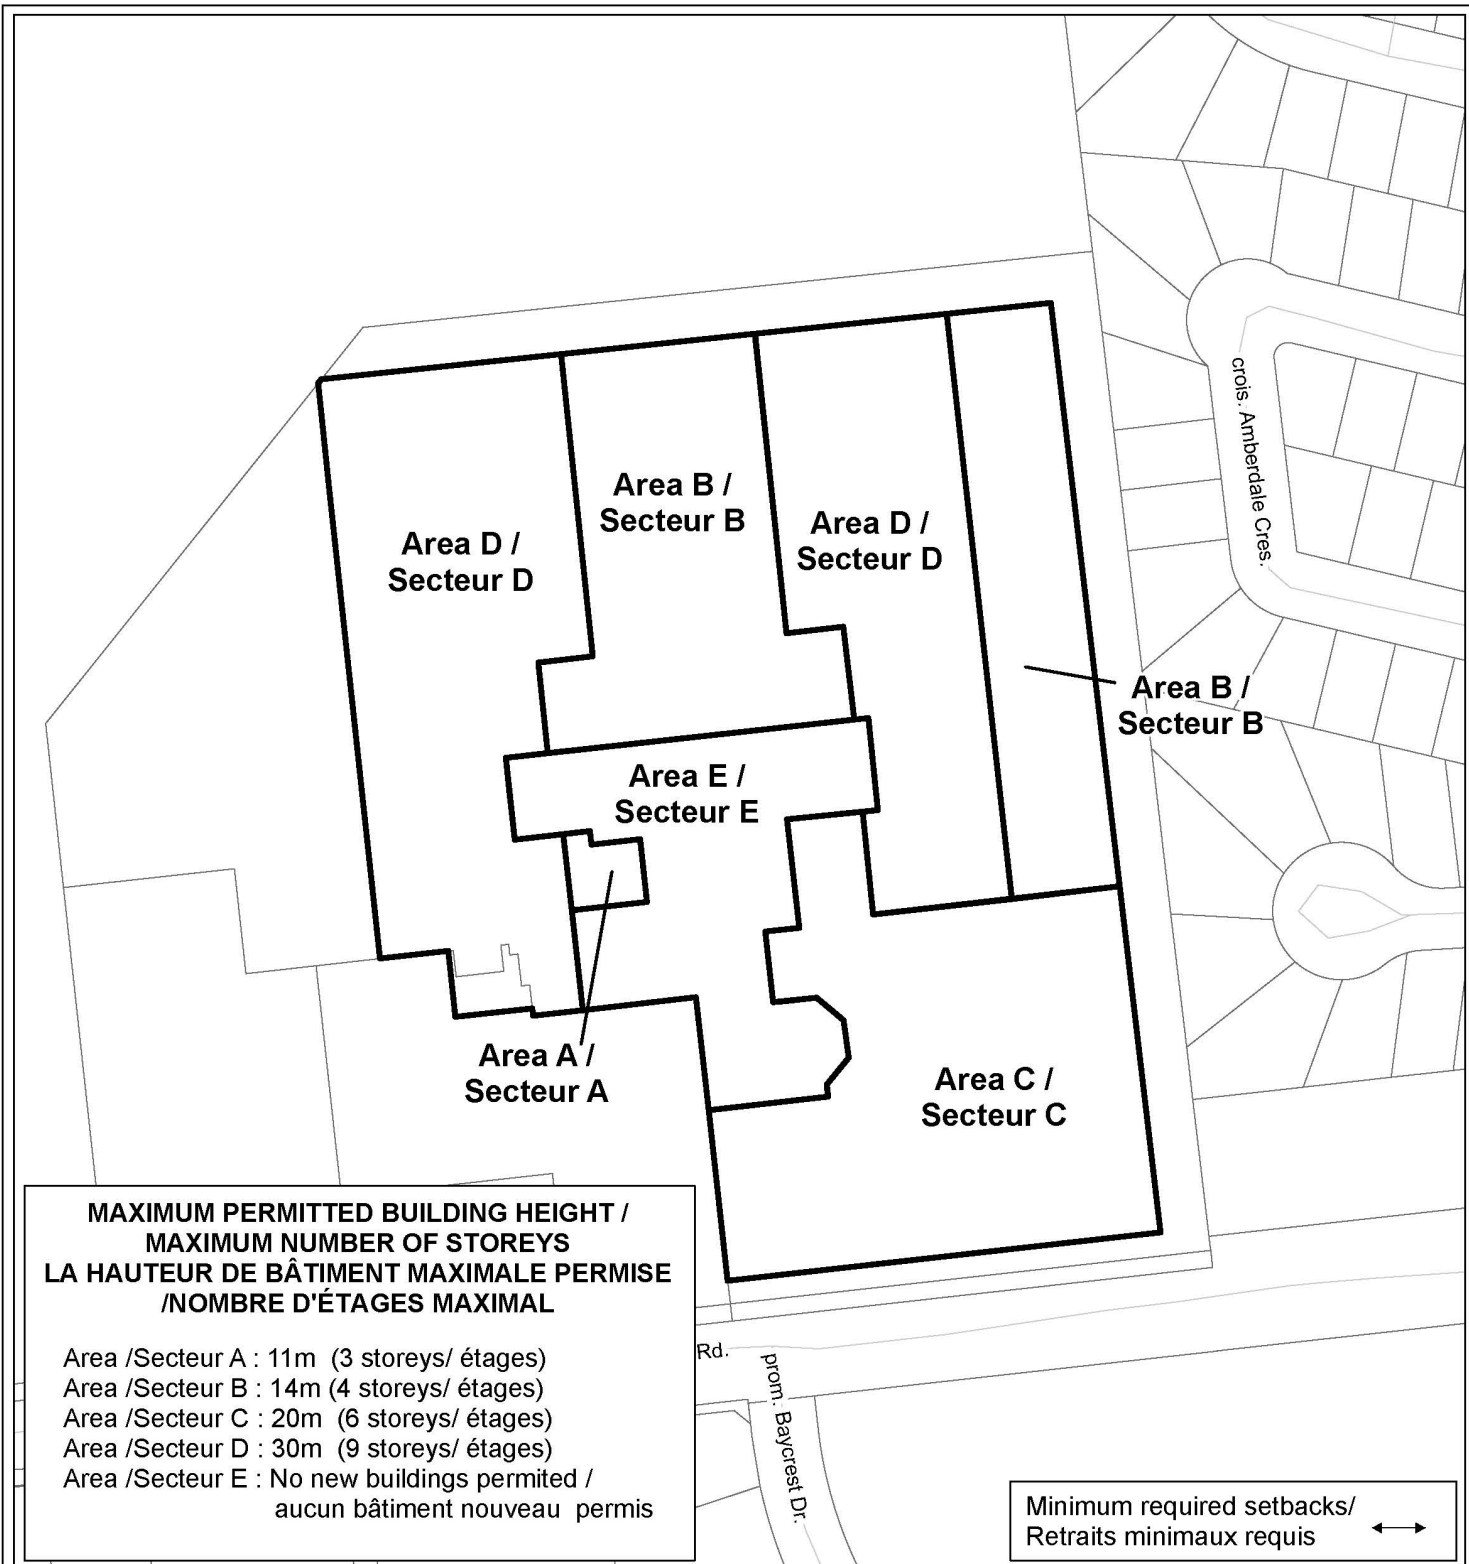 crois. Amberdale Cres.
Area B /
Secteur B
Area D /
Secteur D
Area D /
Secteur D
Area B /
Secteur B
Area E /
Secteur E
Area A /
Secteur A
Area C /
Secteur C
MAXIMUM PERMITTED BUILDING HEIGHT /
MAXIMUM NUMBER OF STOREYS
LA HAUTEUR DE BÂTIMENT MAXIMALE PERMISE
/NOMBRE D'ÉTAGES MAXIMAL
Area /Secteur A : 11m (3 storeys/ étages)
Area /Secteur B : 14m (4 storeys/ étages)
Area /Secteur C : 20m (6 storeys/ étages)
Area /Secteur D : 30m (9 storeys/ étages)
Area /Secteur E : No new buildings permited /
aucun bâtiment nouveau permis
Rd.
prom. Baycrest Dr.
Minimum required setbacks/
Retraits minimaux requis